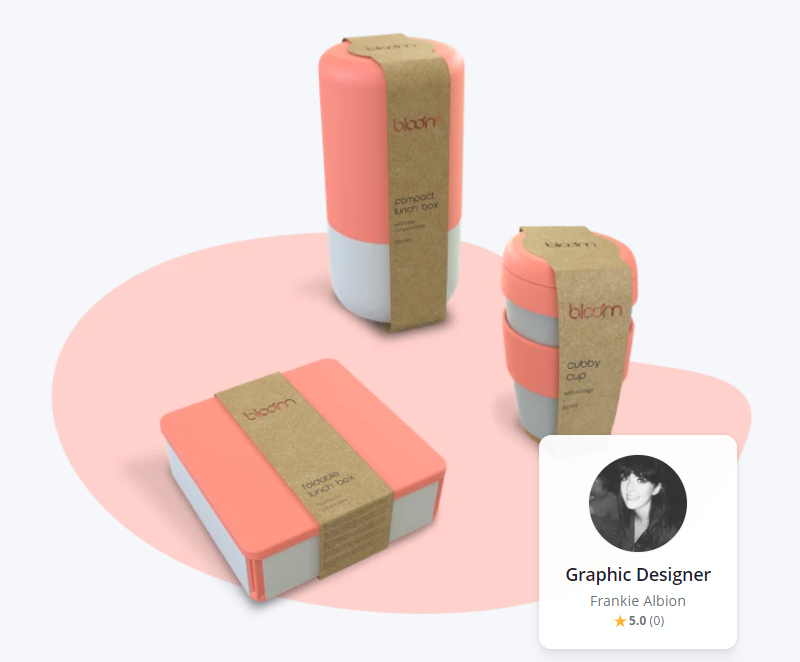 bloom
bloom
compact
lunch box
bloom
bloom
cubby
cup
bloom
foldable
lunch box
Graphic Designer
Frankie Albion
5.0 (0)